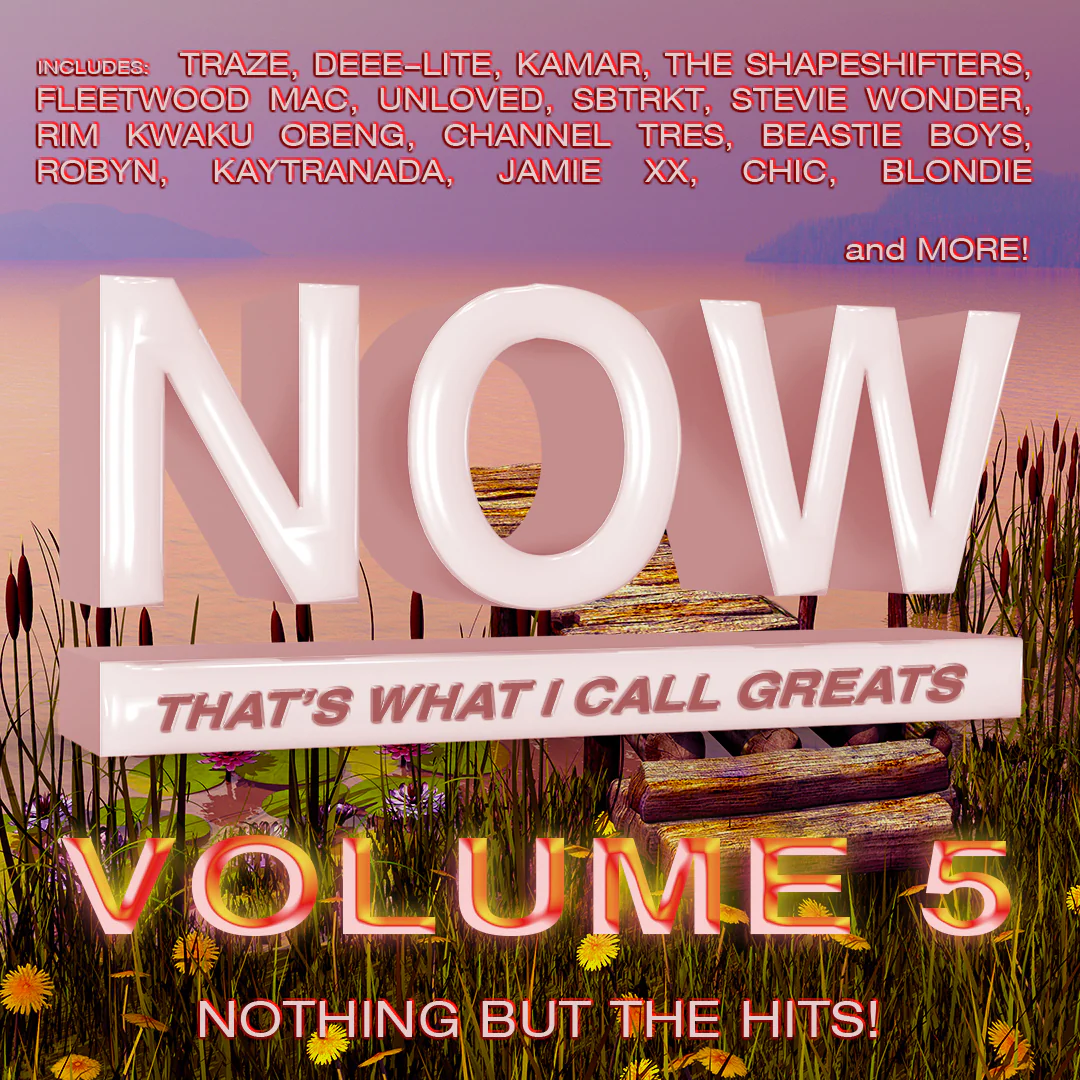 INCLUDES: TRAZE, DEEE-LITE, KAMAR, THE SHAPESHIFTERS,
FLEETWOOD MAC, UNLOVED, SBTRKT, STEVIE WONDER,
RIM KWAKU OBENG, CHANNEL TRES, BEASTIE BOYS,
ROBYN, KAYTRANADA, JAMIE XX, CHIC, BLONDIE
and MORE!
NOW
THAT'S WHAT I CALL GREATS
VOLUME 5
NOTHING BUT THE HITS!